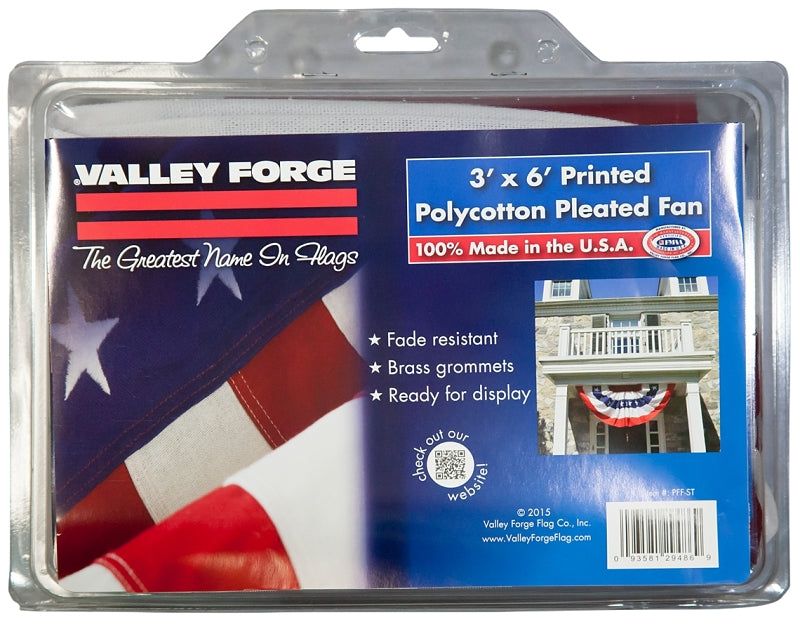 VALLEY FORGE
The Greatest Name In Flags
3' x 6' Printed
Polycotton Pleated Fan
100% Made in the U.S.A.
FMAA
★ Fade resistant
★ Brass grommets
★ Ready for display
check out our
website!
© 2015
Valley Forge Flag Co., Inc.
www.ValleyForgeFlag.com
Item #: PFF-ST
0 93581 29486 9